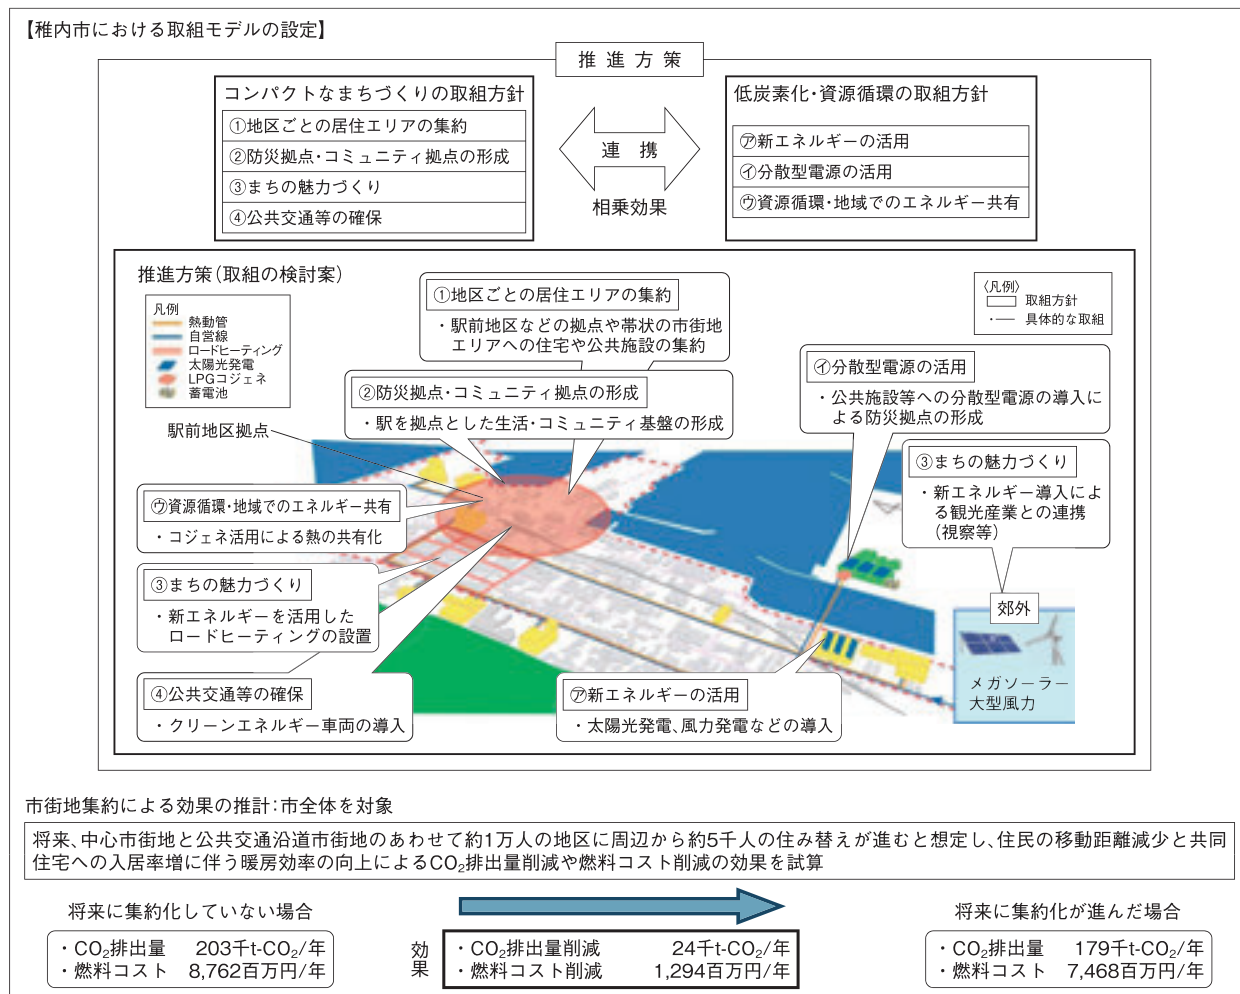 【稚内市における取組モデルの設定】
推進方策
コンパクトなまちづくりの取組方針
①地区ごとの居住エリアの集約
②防災拠点・コミュニティ拠点の形成
③まちの魅力づくり
④公共交通等の確保
連携
相乗効果
低炭素化・資源循環の取組方針
㋐新エネルギーの活用
㋑分散型電源の活用
㋒資源循環・地域でのエネルギー共有
推進方策(取組の検討案)
凡例
熱動管
自営線
ロードヒーティング
太陽光発電
LPGコジェネ
蓄電池
〈凡例〉
取組方針
・― 具体的な取組
①地区ごとの居住エリアの集約
・駅前地区などの拠点や帯状の市街地
エリアへの住宅や公共施設の集約
②防災拠点・コミュニティ拠点の形成
・駅を拠点とした生活・コミュニティ基盤の形成
㋑分散型電源の活用
・公共施設等への分散型電源の導入に
よる防災拠点の形成
駅前地区拠点
③まちの魅力づくり
・新エネルギー導入によ
る観光産業との連携
(視察等)
㋒資源循環・地域でのエネルギー共有
・コジェネ活用による熱の共有化
③まちの魅力づくり
・新エネルギーを活用した
ロードヒーティングの設置
郊外
メガソーラー
大型風力
④公共交通等の確保
・クリーンエネルギー車両の導入
㋐新エネルギーの活用
・太陽光発電、風力発電などの導入
市街地集約による効果の推計:市全体を対象
将来、中心市街地と公共交通沿道市街地のあわせて約1万人の地区に周辺から約5千人の住み替えが進むと想定し、住民の移動距離減少と共同
住宅への入居率増に伴う暖房効率の向上によるCO₂排出量削減や燃料コスト削減の効果を試算
将来に集約化していない場合
・CO₂排出量 203千t-CO₂/年
・燃料コスト 8,762百万円/年
効果
・CO₂排出量削減 24千t-CO₂/年
・燃料コスト削減 1,294百万円/年
将来に集約化が進んだ場合
・CO₂排出量 179千t-CO₂/年
・燃料コスト 7,468百万円/年